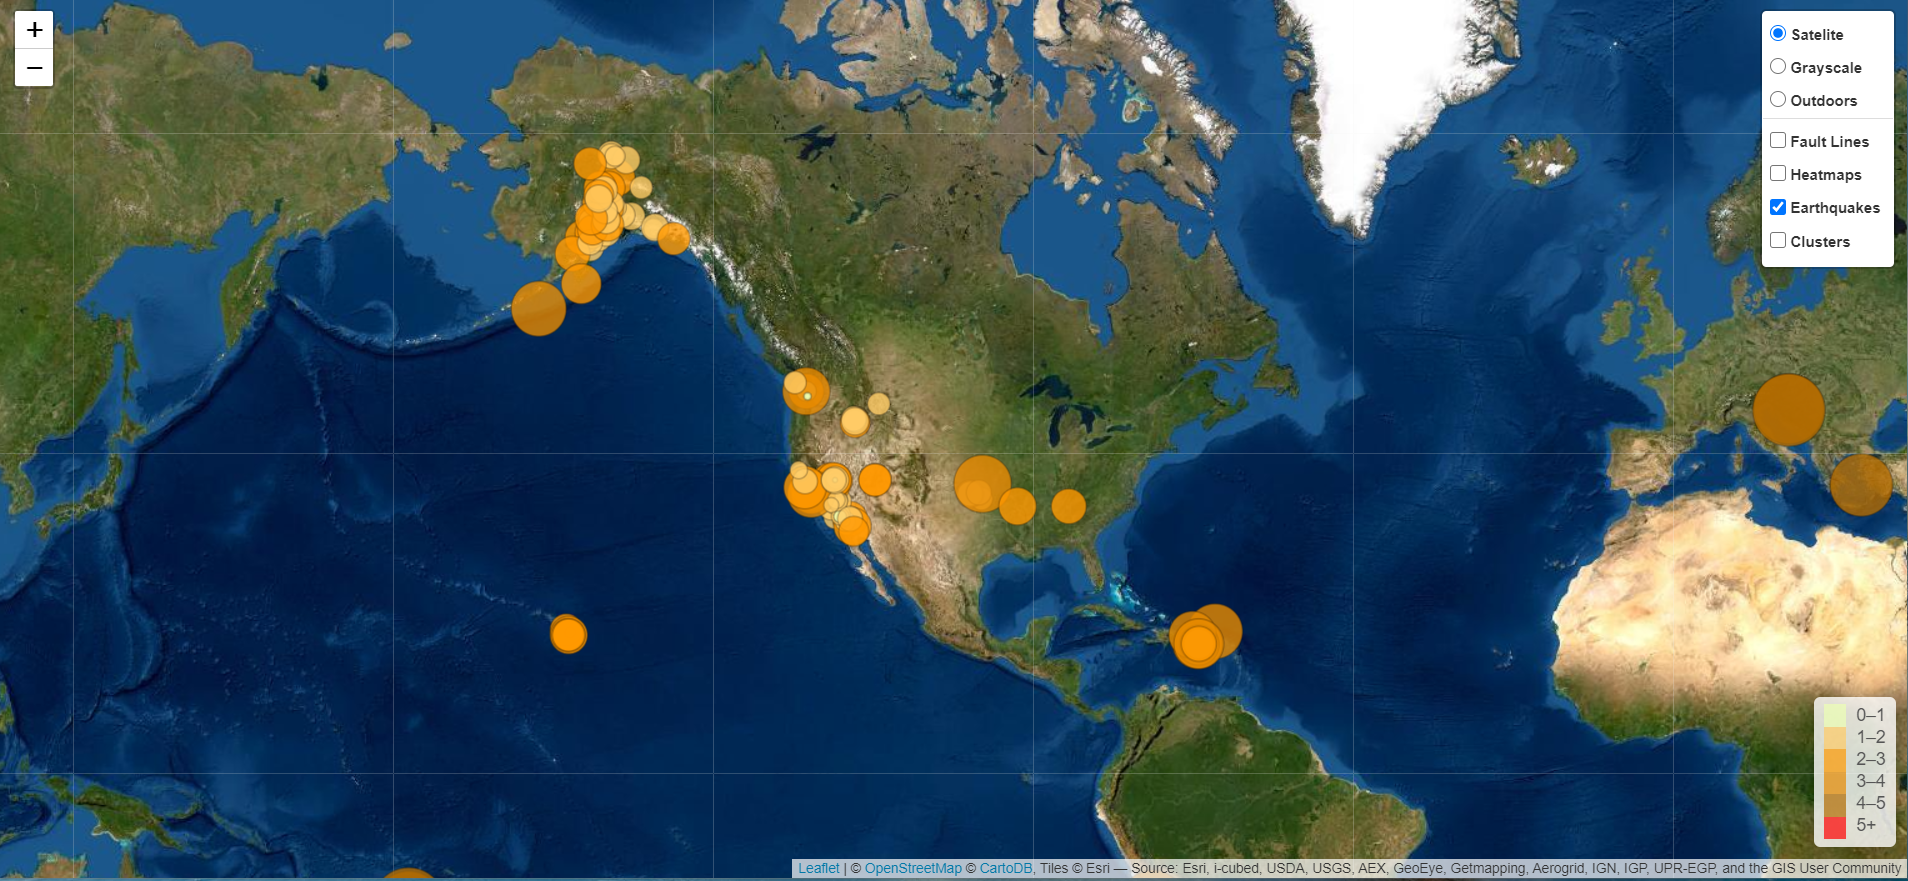 +
−
Satelite
Grayscale
Outdoors
Fault Lines
Heatmaps
Earthquakes
Clusters
0–1
1–2
2–3
3–4
4–5
5+
Leaflet | © OpenStreetMap © CartoDB, Tiles © Esri — Source: Esri, i-cubed, USDA, USGS, AEX, GeoEye, Getmapping, Aerogrid, IGN, IGP, UPR-EGP, and the GIS User Community